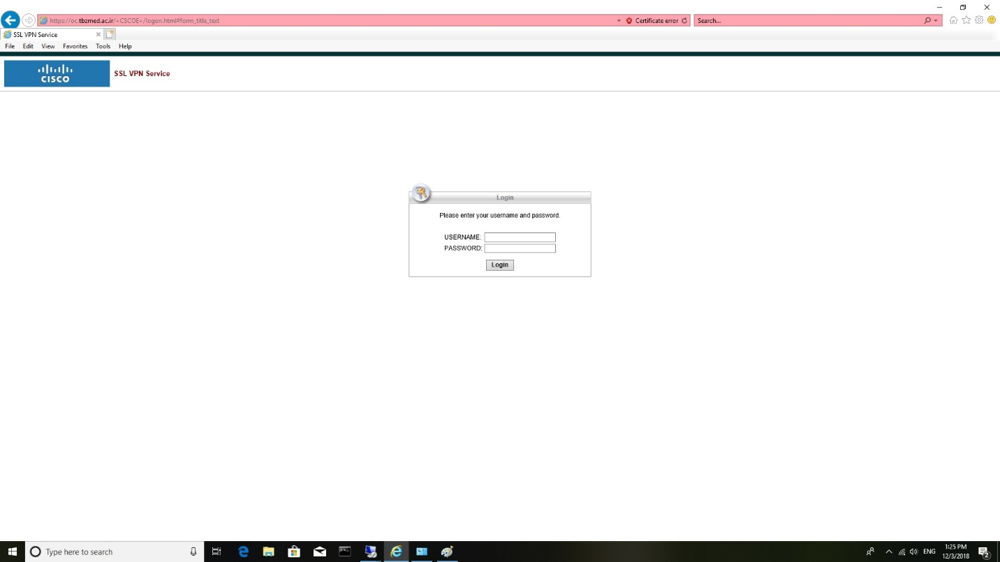 https://oc.tbzmed.ac.ir/+CSCOE+/logon.html#form_title_text
Certificate error
Search...
SSL VPN Service
File Edit View Favorites Tools Help
CISCO
SSL VPN Service
Login
Please enter your username and password.
USERNAME:
PASSWORD:
Login
Type here to search
ENG
1:25 PM
12/3/2018
2